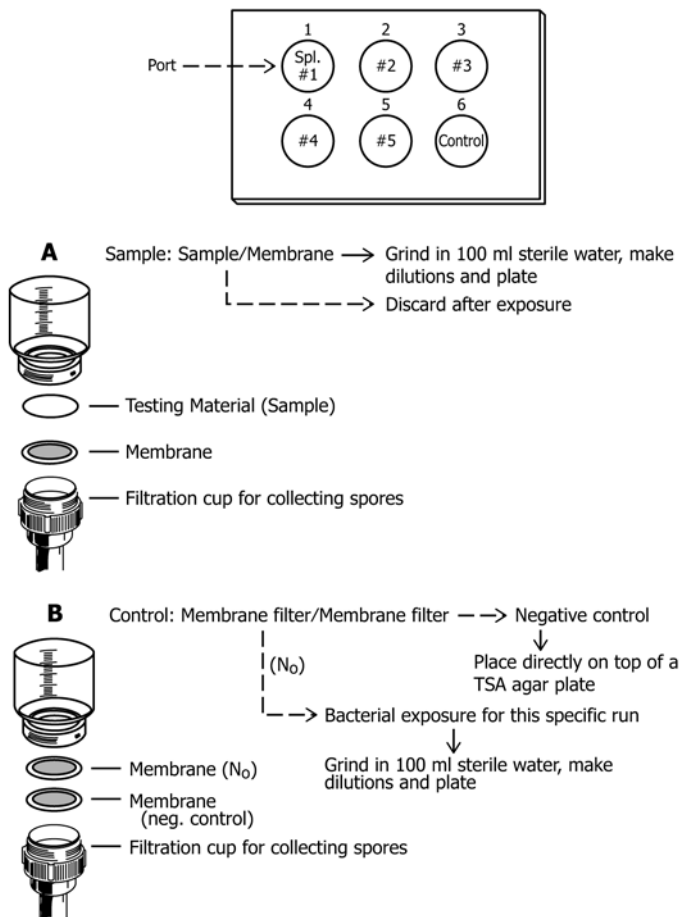 1 2 3
Port
Spl.
#1
#2
#3
4 5 6
#4
#5
Control
A
Sample: Sample/Membrane
Grind in 100 ml sterile water, make
dilutions and plate
Discard after exposure
Testing Material (Sample)
Membrane
Filtration cup for collecting spores
B
Control: Membrane filter/Membrane filter
Negative control
(N₀)
Place directly on top of a
TSA agar plate
Bacterial exposure for this specific run
Grind in 100 ml sterile water, make
dilutions and plate
Membrane (N₀)
Membrane
(neg. control)
Filtration cup for collecting spores